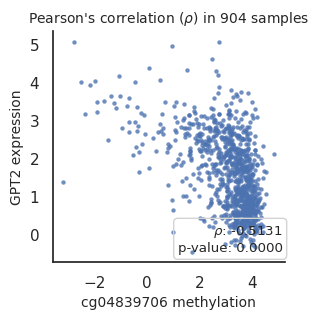 Pearson's correlation (ρ) in 904 samples
GPT2 expression
5
4
3
2
1
0
ρ: -0.5131
p-value: 0.0000
−2 0 2 4
cg04839706 methylation